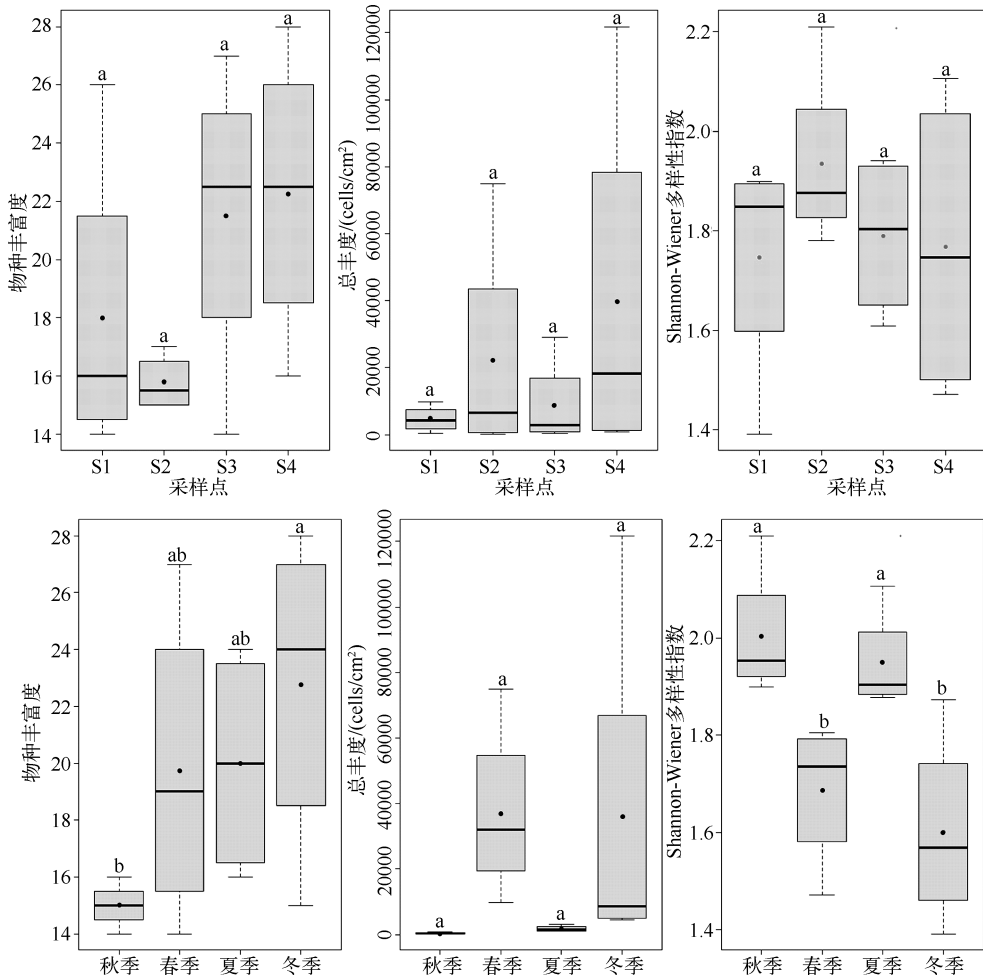 物种丰富度
28
26
24
22
20
18
16
14
a
a
a
a
S1 S2 S3 S4
采样点
总丰度/(cells/cm²)
120000
100000
80000
60000
40000
20000
0
a
a
a
a
S1 S2 S3 S4
采样点
Shannon-Wiener多样性指数
2.2
2.0
1.8
1.6
1.4
a
a
a
a
S1 S2 S3 S4
采样点
物种丰富度
28
26
24
22
20
18
16
14
b
ab
ab
a
秋季 春季 夏季 冬季
总丰度/(cells/cm²)
120000
100000
80000
60000
40000
20000
0
a
a
a
a
秋季 春季 夏季 冬季
Shannon-Wiener多样性指数
2.2
2.0
1.8
1.6
1.4
a
b
a
b
秋季 春季 夏季 冬季